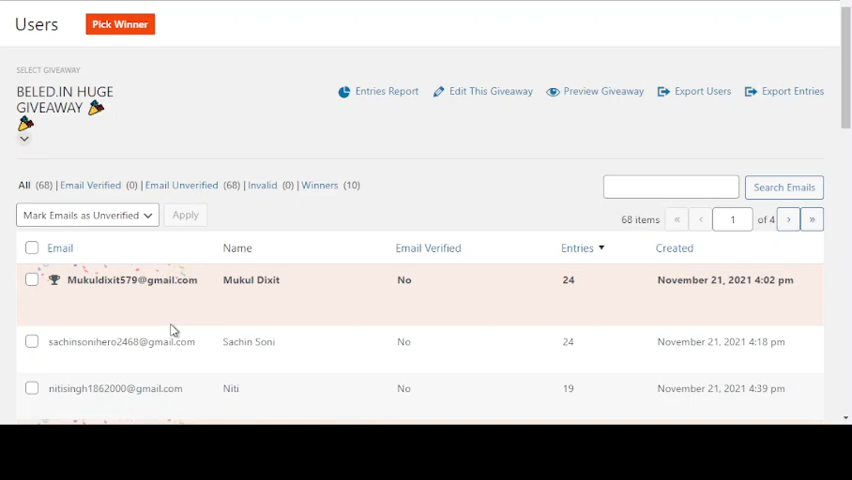 Users
Pick Winner
SELECT GIVEAWAY
BELED.IN HUGE
GIVEAWAY 🎉
🎉
Entries Report
Edit This Giveaway
Preview Giveaway
Export Users
Export Entries
All (68) | Email Verified (0) | Email Unverified (68) | Invalid (0) | Winners (10)
Search Emails
Mark Emails as Unverified
Apply
68 items « ‹ 1 of 4 › »
Email Name Email Verified Entries ▼ Created
Mukuldixit579@gmail.com Mukul Dixit No 24 November 21, 2021 4:02 pm
sachinsonihero2468@gmail.com Sachin Soni No 24 November 21, 2021 4:18 pm
nitisingh1862000@gmail.com Niti No 19 November 21, 2021 4:39 pm